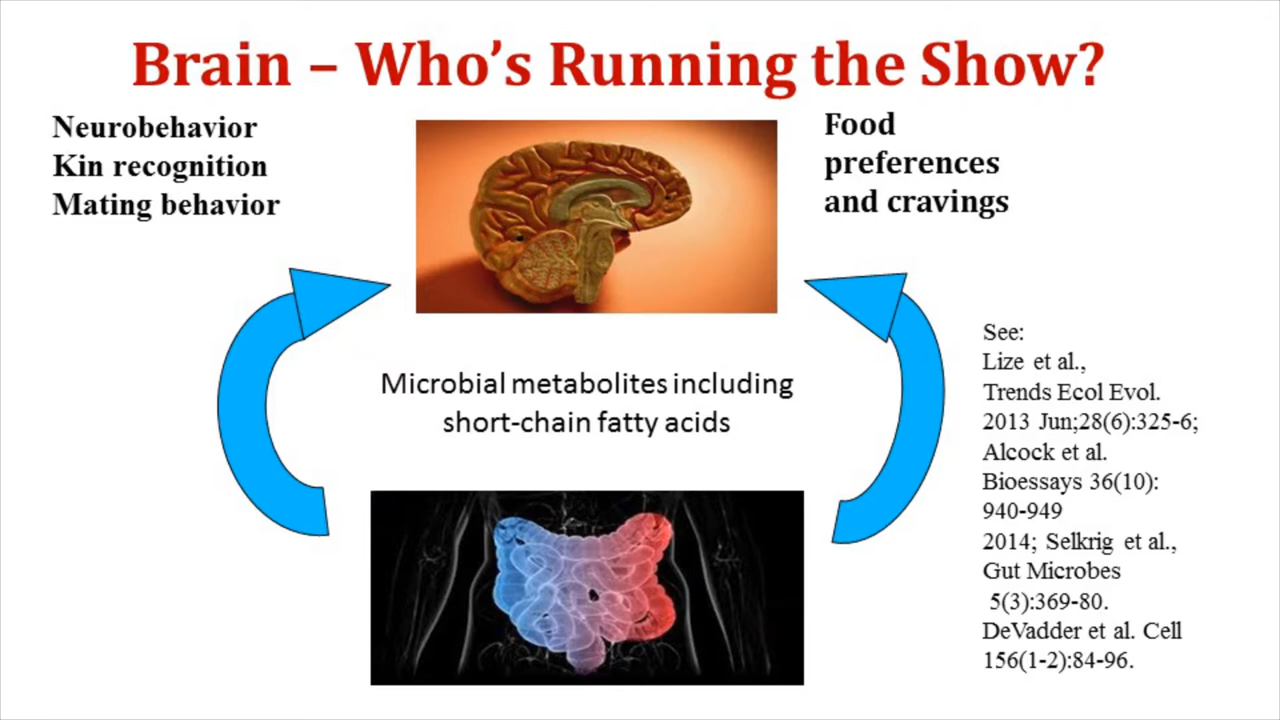 Brain – Who's Running the Show?
Neurobehavior
Kin recognition
Mating behavior
Food
preferences
and cravings
Microbial metabolites including
short-chain fatty acids
See:
Lize et al.,
Trends Ecol Evol.
2013 Jun;28(6):325-6;
Alcock et al.
Bioessays 36(10):
940-949
2014; Selkrig et al.,
Gut Microbes
5(3):369-80.
DeVadder et al. Cell
156(1-2):84-96.